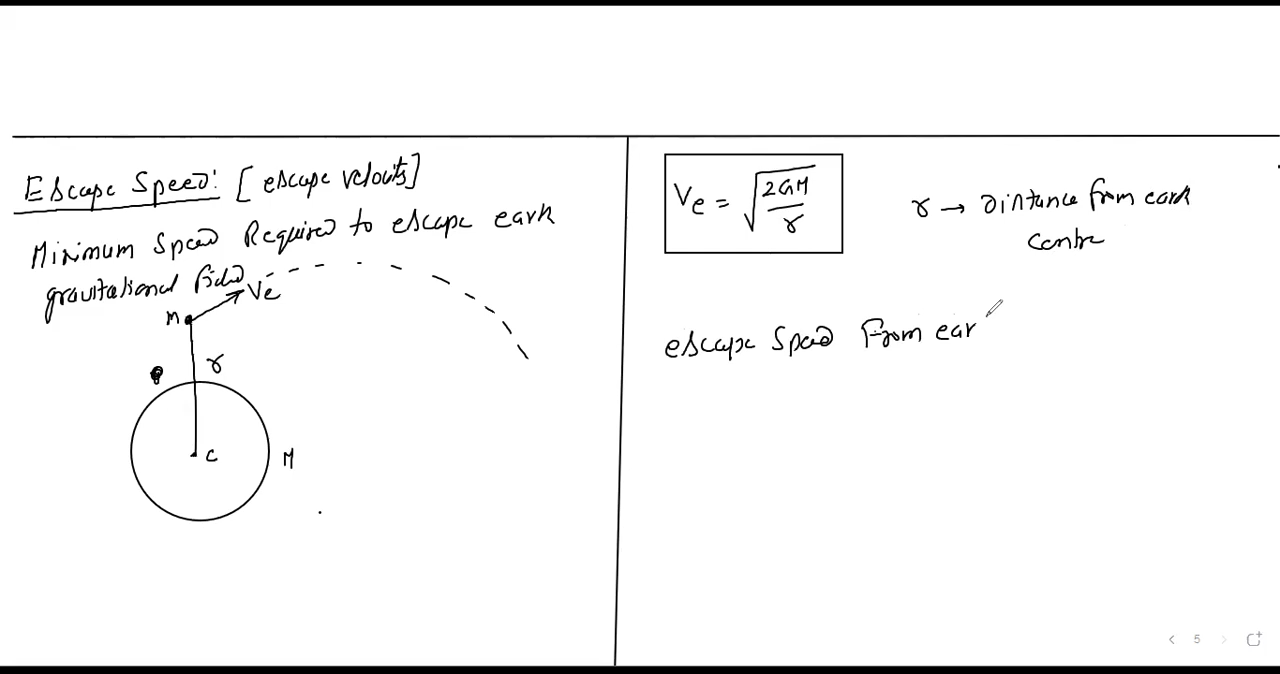 Escape Speed: [escape velocity]
Minimum Speed Required to escape earth
gravitational field
Ve
M
r
C
M
Ve = √2GM/r
r → Distance from earth
centre
escape Speed From ear
5